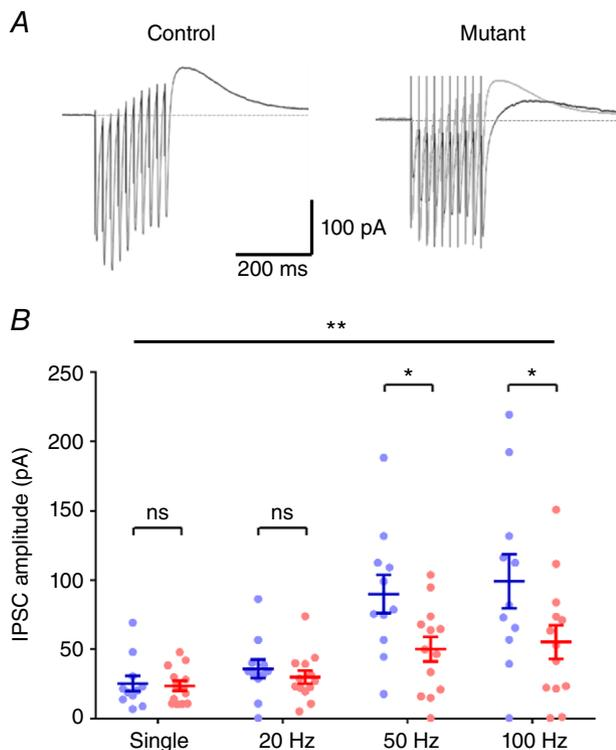 A
Control
Mutant
100 pA
200 ms
B
**
* *
ns ns
IPSC amplitude (pA)
250
200
150
100
50
0
Single 20 Hz 50 Hz 100 Hz